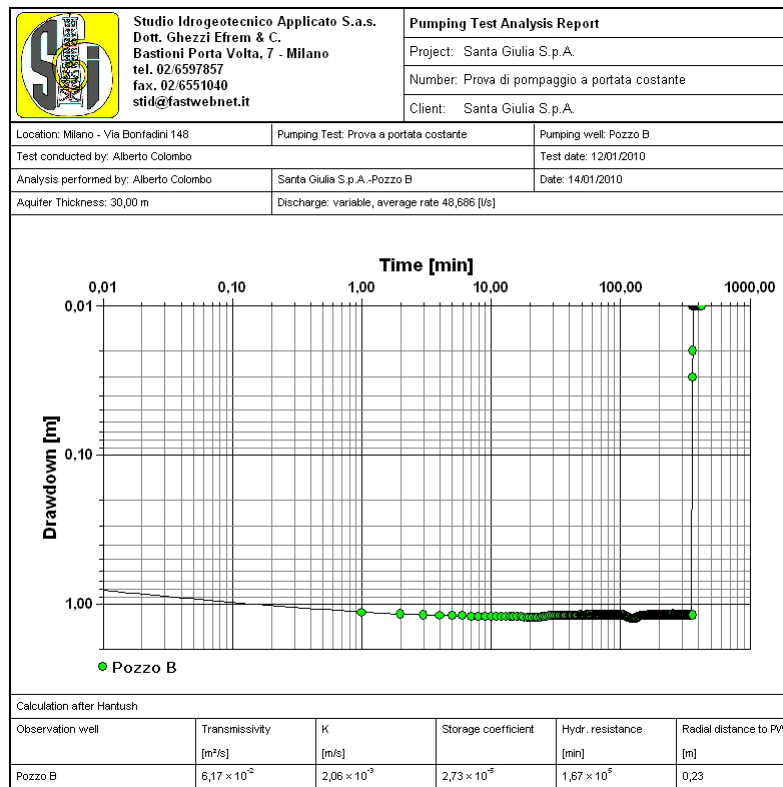 Studio Idrogeotecnico Applicato S.a.s.
Dott. Ghezzi Efrem & C.
Bastioni Porta Volta, 7 - Milano
tel. 02/6597857
fax. 02/6551040
stid@fastwebnet.it
Pumping Test Analysis Report
Project: Santa Giulia S.p.A.
Number: Prova di pompaggio a portata costante
Client: Santa Giulia S.p.A.
Location: Milano - Via Bonfadini 148
Pumping Test: Prova a portata costante
Pumping well: Pozzo B
Test conducted by: Alberto Colombo
Test date: 12/01/2010
Analysis performed by: Alberto Colombo
Santa Giulia S.p.A.-Pozzo B
Date: 14/01/2010
Aquifer Thickness: 30,00 m
Discharge: variable, average rate 48,686 [l/s]
Time [min]
0,01 0,10 1,00 10,00 100,00 1000,00
0,01
0,10
1,00
Drawdown [m]
Pozzo B
Calculation after Hantush
Observation well Transmissivity K Storage coefficient Hydr. resistance Radial distance to PW
[m²/s] [m/s] [min] [m]
Pozzo B 6,17 × 10⁻² 2,06 × 10⁻³ 2,73 × 10⁻⁵ 1,67 × 10⁵ 0,23